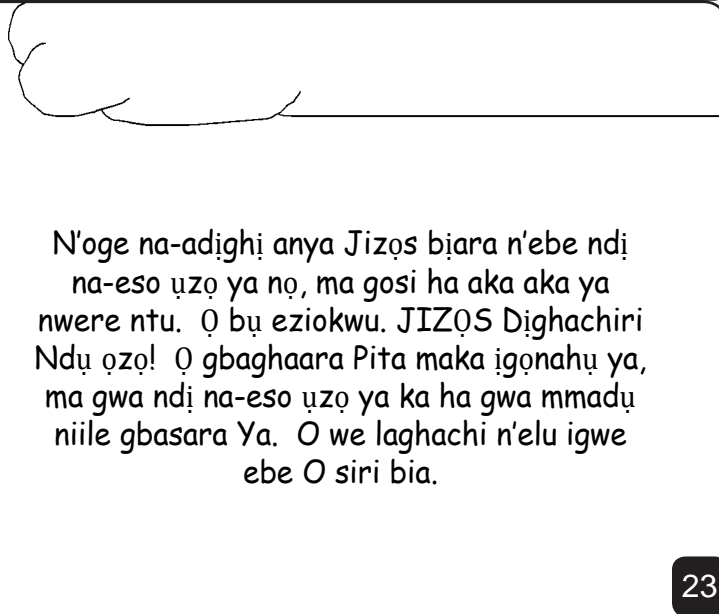 N'oge na-adịghị anya Jizọs bịara n'ebe ndị
na-eso ụzọ ya nọ, ma gosi ha aka aka ya
nwere ntu. Ọ bụ eziokwu. JIZỌS Dịghachiri
Ndụ ọzọ! Ọ gbaghaara Pita maka ịgọnahụ ya,
ma gwa ndị na-eso ụzọ ya ka ha gwa mmadụ
niile gbasara Ya. O we laghachi n'elu igwe
ebe O siri bia.
23